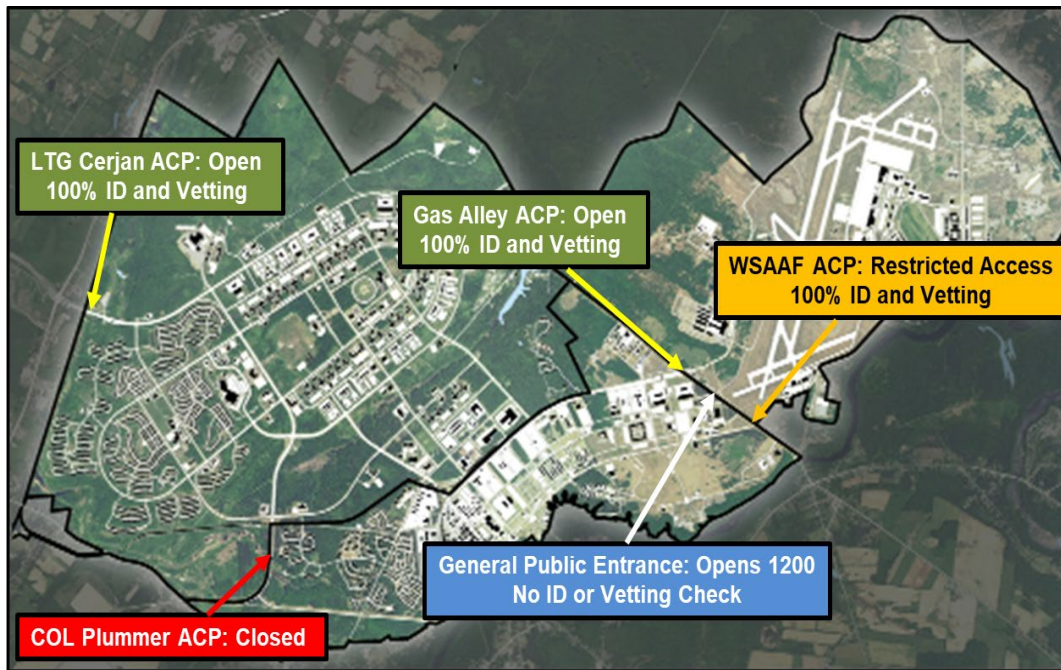 LTG Cerjan ACP: Open
100% ID and Vetting
Gas Alley ACP: Open
100% ID and Vetting
WSAAF ACP: Restricted Access
100% ID and Vetting
General Public Entrance: Opens 1200
No ID or Vetting Check
COL Plummer ACP: Closed